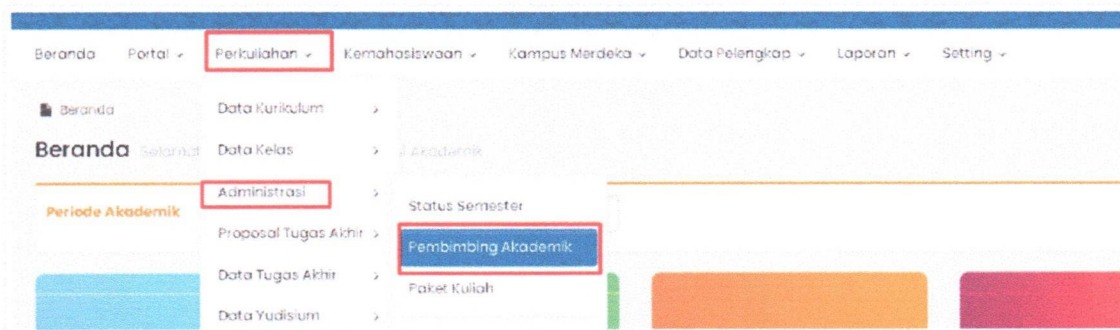 Beranda Portal Perkuliahan Kemahasiswaan Kampus Merdeka Data Pelengkap Laporan Setting
Beranda
Data Kurikulum
Beranda Selamat Akademik
Data Kelas
Administrasi
Periode Akademik
Status Semester
Proposal Tugas Akhir
Pembimbing Akademik
Data Tugas Akhir
Paket Kuliah
Data Yudisium